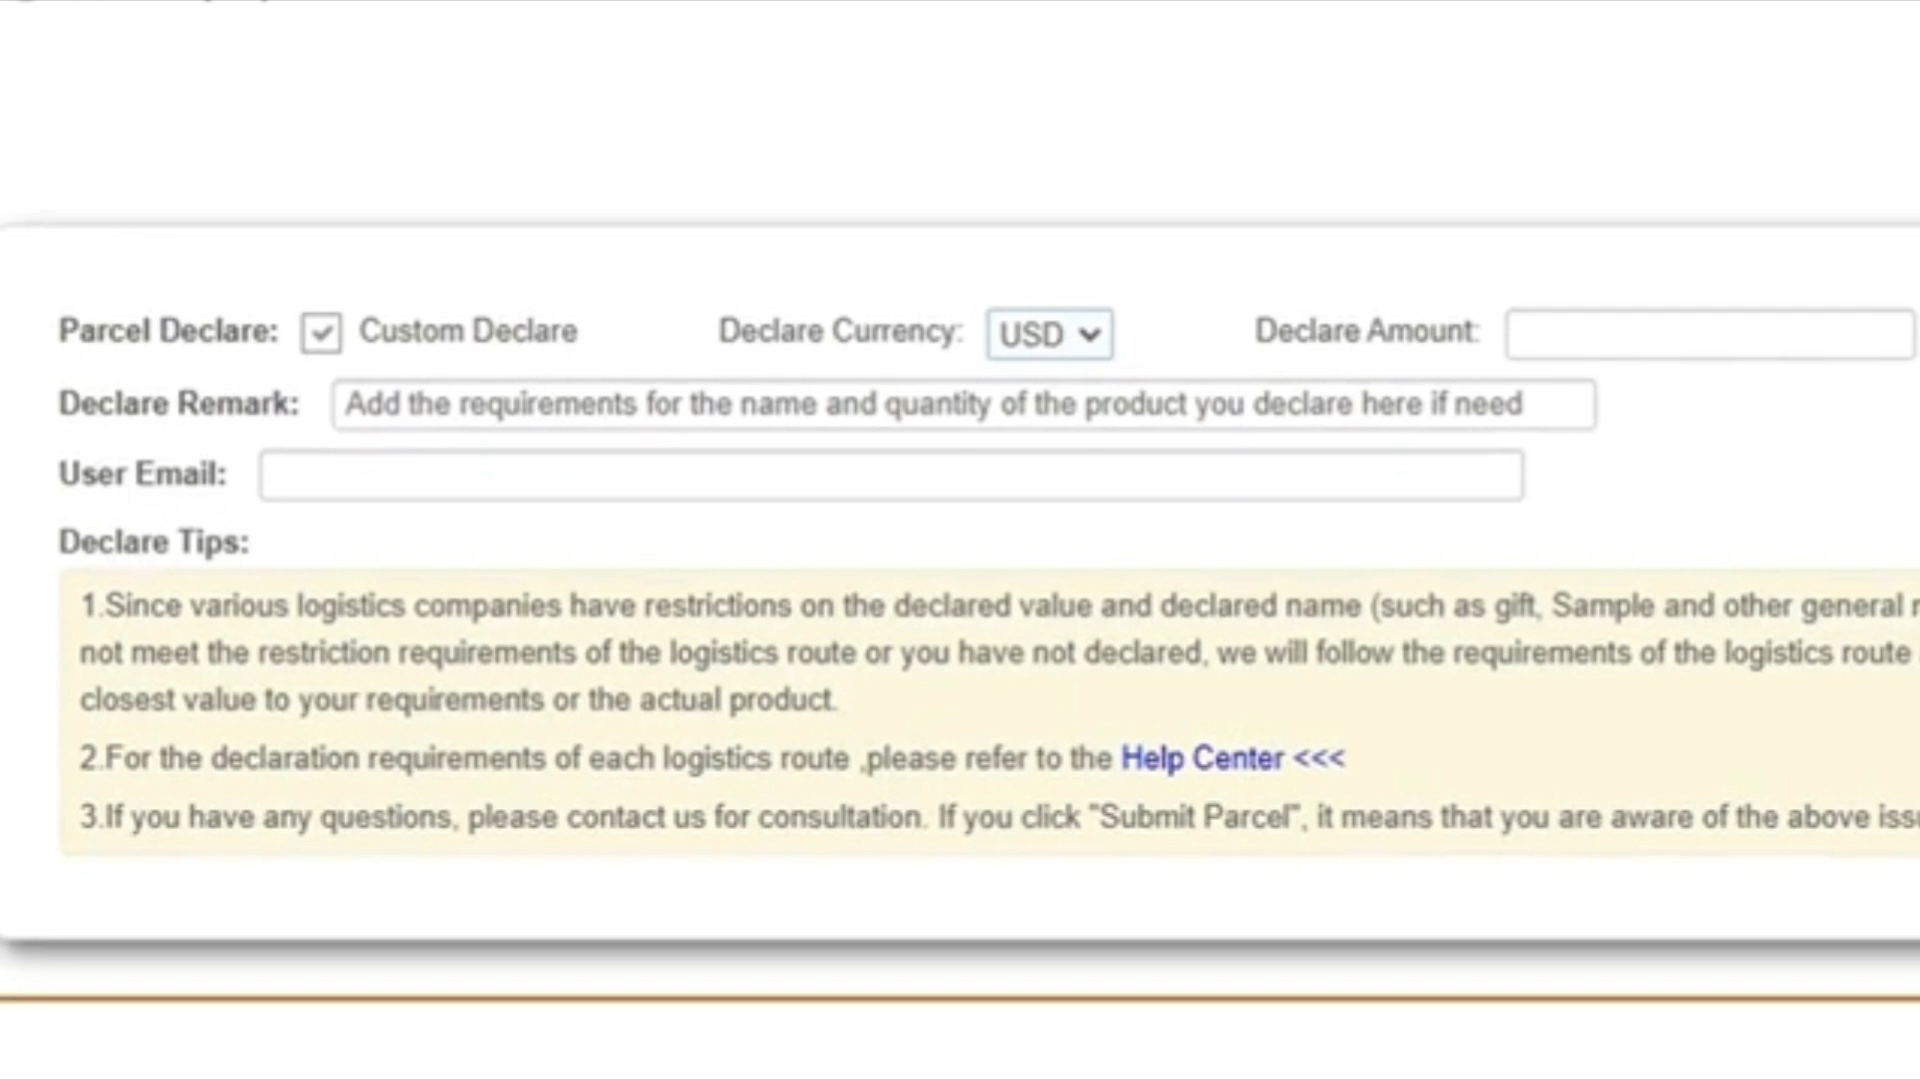 Parcel Declare: Custom Declare Declare Currency: USD Declare Amount:
Declare Remark: Add the requirements for the name and quantity of the product you declare here if need
User Email:
Declare Tips:
1.Since various logistics companies have restrictions on the declared value and declared name (such as gift, Sample and other general
not meet the restriction requirements of the logistics route or you have not declared, we will follow the requirements of the logistics route
closest value to your requirements or the actual product.
2.For the declaration requirements of each logistics route ,please refer to the Help Center <<<
3.If you have any questions, please contact us for consultation. If you click "Submit Parcel", it means that you are aware of the above